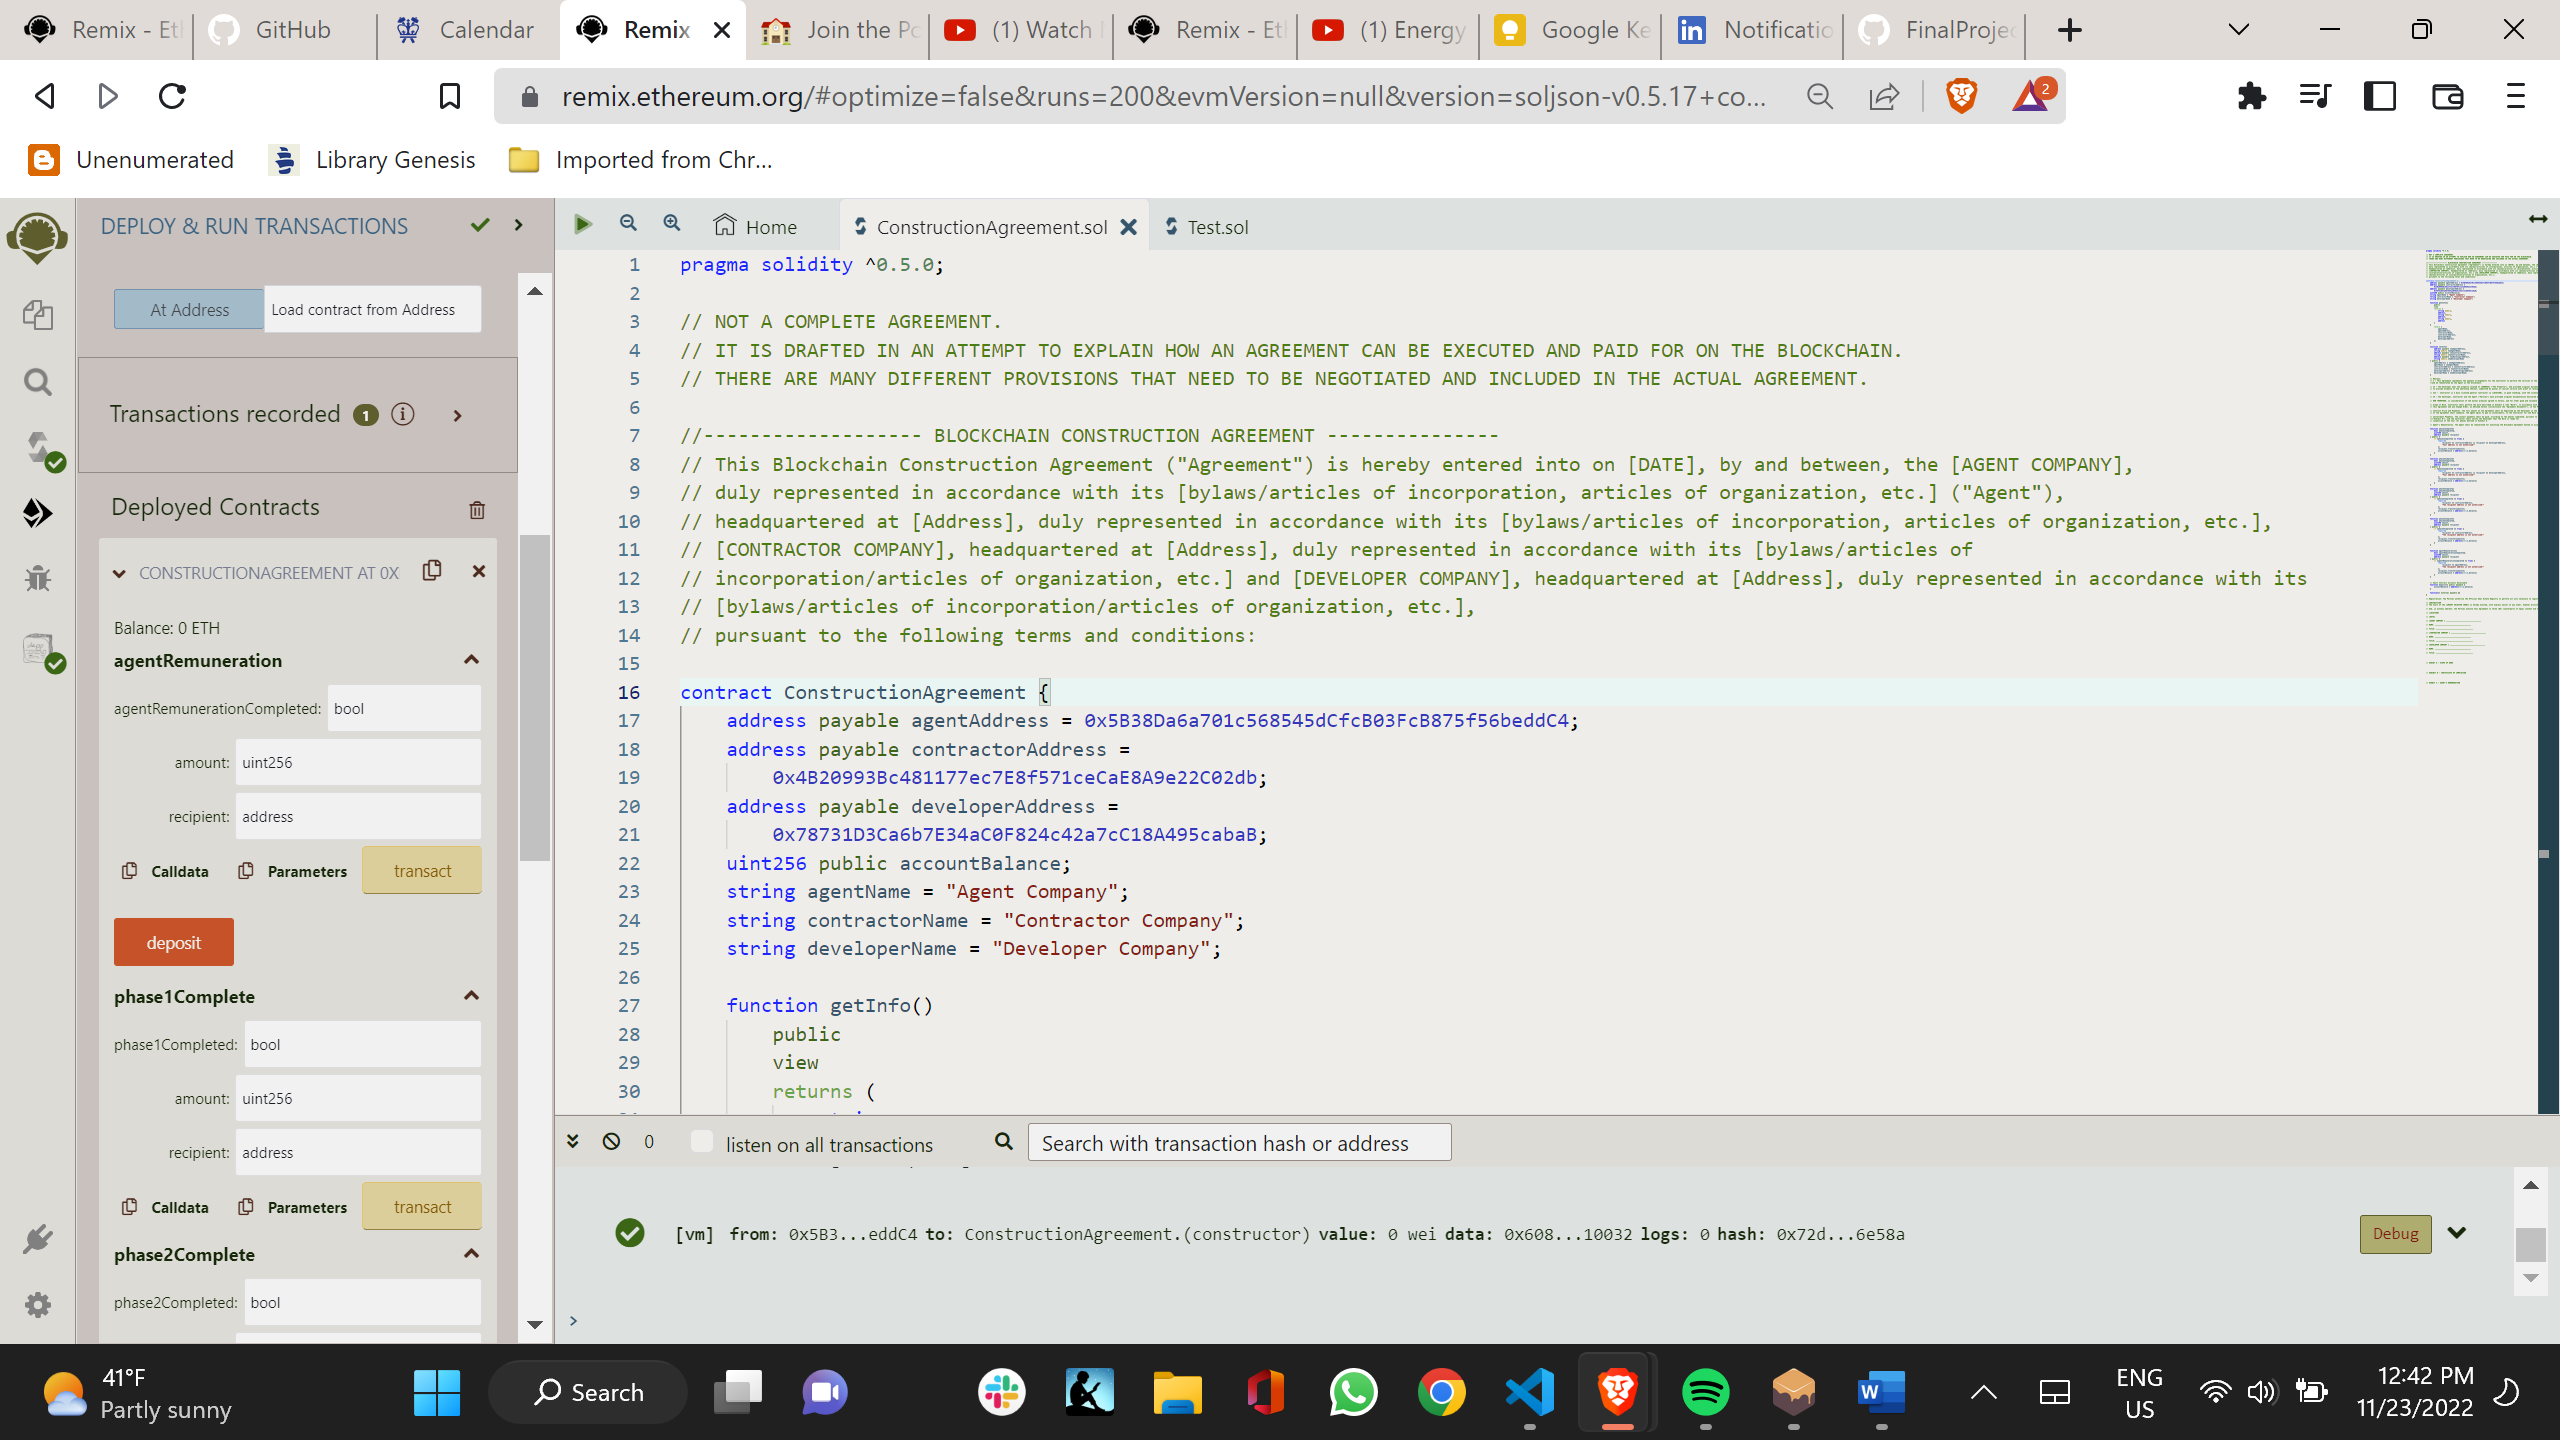 Remix - Et
GitHub
Calendar
Remix
Join the Po
(1) Watch
Remix - Et
(1) Energy
Google Ke
Notificatio
FinalProjec
remix.ethereum.org/#optimize=false&runs=200&evmVersion=null&version=soljson-v0.5.17+co...
2
Unenumerated
Library Genesis
Imported from Chr...
DEPLOY & RUN TRANSACTIONS
At Address
Load contract from Address
Transactions recorded 1
Deployed Contracts
CONSTRUCTIONAGREEMENT AT 0X
Balance: 0 ETH
agentRemuneration
agentRemunerationCompleted: bool
amount: uint256
recipient: address
Calldata Parameters transact
deposit
phase1Complete
phase1Completed: bool
amount: uint256
recipient: address
Calldata Parameters transact
phase2Complete
phase2Completed: bool
Home
ConstructionAgreement.sol
Test.sol
1 pragma solidity ^0.5.0;
2
3 // NOT A COMPLETE AGREEMENT.
4 // IT IS DRAFTED IN AN ATTEMPT TO EXPLAIN HOW AN AGREEMENT CAN BE EXECUTED AND PAID FOR ON THE BLOCKCHAIN.
5 // THERE ARE MANY DIFFERENT PROVISIONS THAT NEED TO BE NEGOTIATED AND INCLUDED IN THE ACTUAL AGREEMENT.
6
7 //------------------- BLOCKCHAIN CONSTRUCTION AGREEMENT ---------------
8 // This Blockchain Construction Agreement ("Agreement") is hereby entered into on [DATE], by and between, the [AGENT COMPANY],
9 // duly represented in accordance with its [bylaws/articles of incorporation, articles of organization, etc.] ("Agent"),
10 // headquartered at [Address], duly represented in accordance with its [bylaws/articles of incorporation, articles of organization, etc.],
11 // [CONTRACTOR COMPANY], headquartered at [Address], duly represented in accordance with its [bylaws/articles of
12 // incorporation/articles of organization, etc.] and [DEVELOPER COMPANY], headquartered at [Address], duly represented in accordance with its
13 // [bylaws/articles of incorporation/articles of organization, etc.],
14 // pursuant to the following terms and conditions:
15
16 contract ConstructionAgreement {
17 address payable agentAddress = 0x5B38Da6a701c568545dCfcB03FcB875f56beddC4;
18 address payable contractorAddress =
19 0x4B20993Bc481177ec7E8f571ceCaE8A9e22C02db;
20 address payable developerAddress =
21 0x78731D3Ca6b7E34aC0F824c42a7cC18A495cabaB;
22 uint256 public accountBalance;
23 string agentName = "Agent Company";
24 string contractorName = "Contractor Company";
25 string developerName = "Developer Company";
26
27 function getInfo()
28 public
29 view
30 returns (
0
listen on all transactions
Search with transaction hash or address
[vm] from: 0x5B3...eddC4 to: ConstructionAgreement.(constructor) value: 0 wei data: 0x608...10032 logs: 0 hash: 0x72d...6e58a
Debug
>
41°F
Partly sunny
Search
ENG
US
12:42 PM
11/23/2022